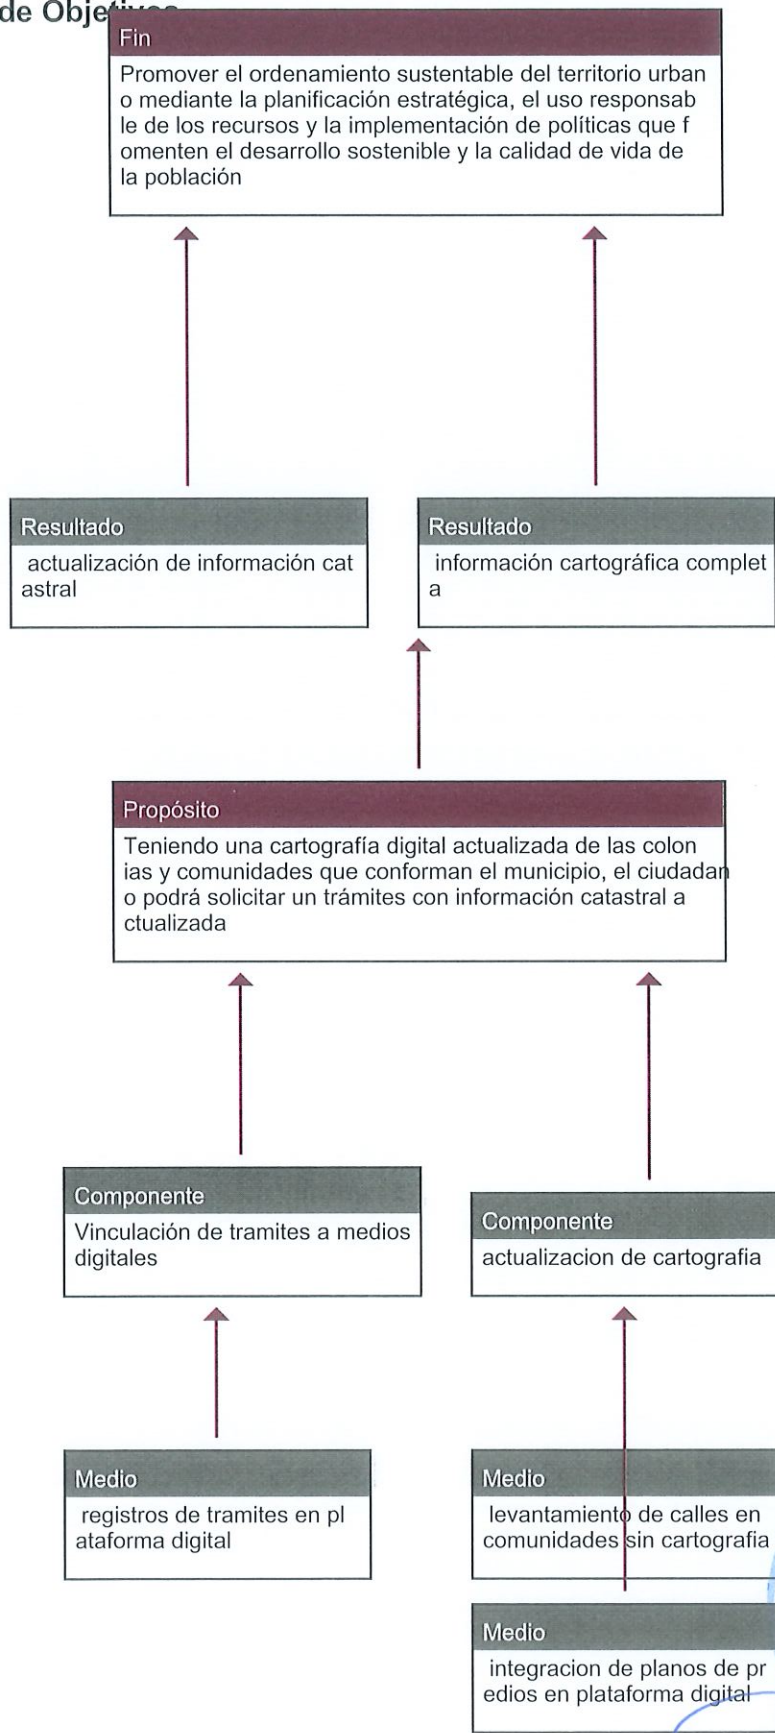 de Objetivos
Fin
Promover el ordenamiento sustentable del territorio urban
o mediante la planificación estratégica, el uso responsab
le de los recursos y la implementación de políticas que f
omenten el desarrollo sostenible y la calidad de vida de
la población
Resultado
actualización de información cat
astral
Resultado
información cartográfica complet
a
Propósito
Teniendo una cartografía digital actualizada de las colon
ias y comunidades que conforman el municipio, el ciudadan
o podrá solicitar un trámites con información catastral a
ctualizada
Componente
Vinculación de tramites a medios
digitales
Componente
actualizacion de cartografia
Medio
registros de tramites en pl
ataforma digital
Medio
levantamiento de calles en
comunidades sin cartografia
Medio
integracion de planos de pr
edios en plataforma digital